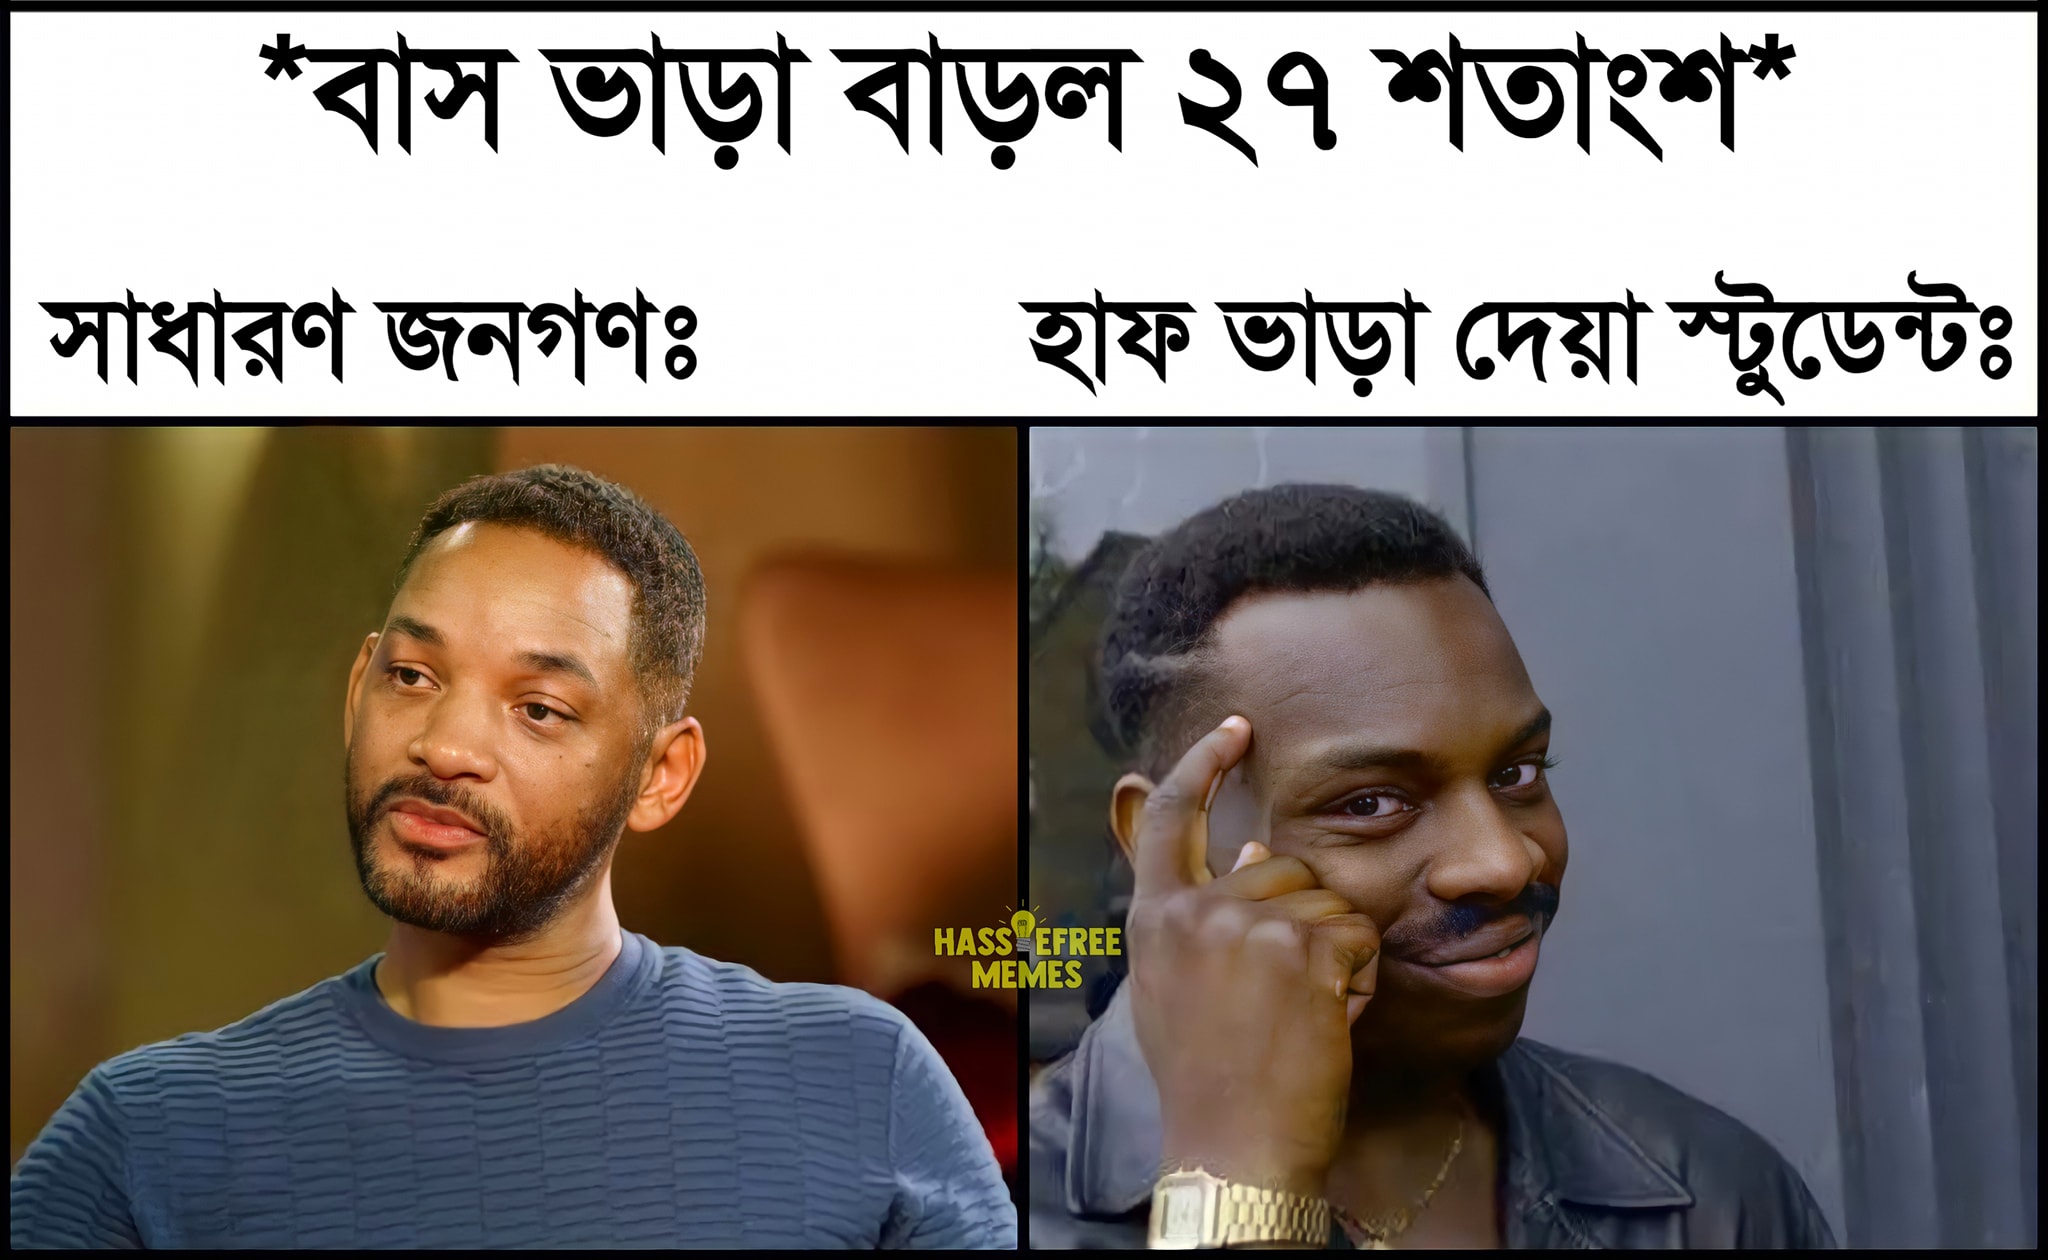 *বাস ভাড়া বাড়ল ২৭ শতাংশ*
সাধারণ জনগণঃ
হাফ ভাড়া দেয়া স্টুডেন্টঃ
HASSLEFREE
MEMES